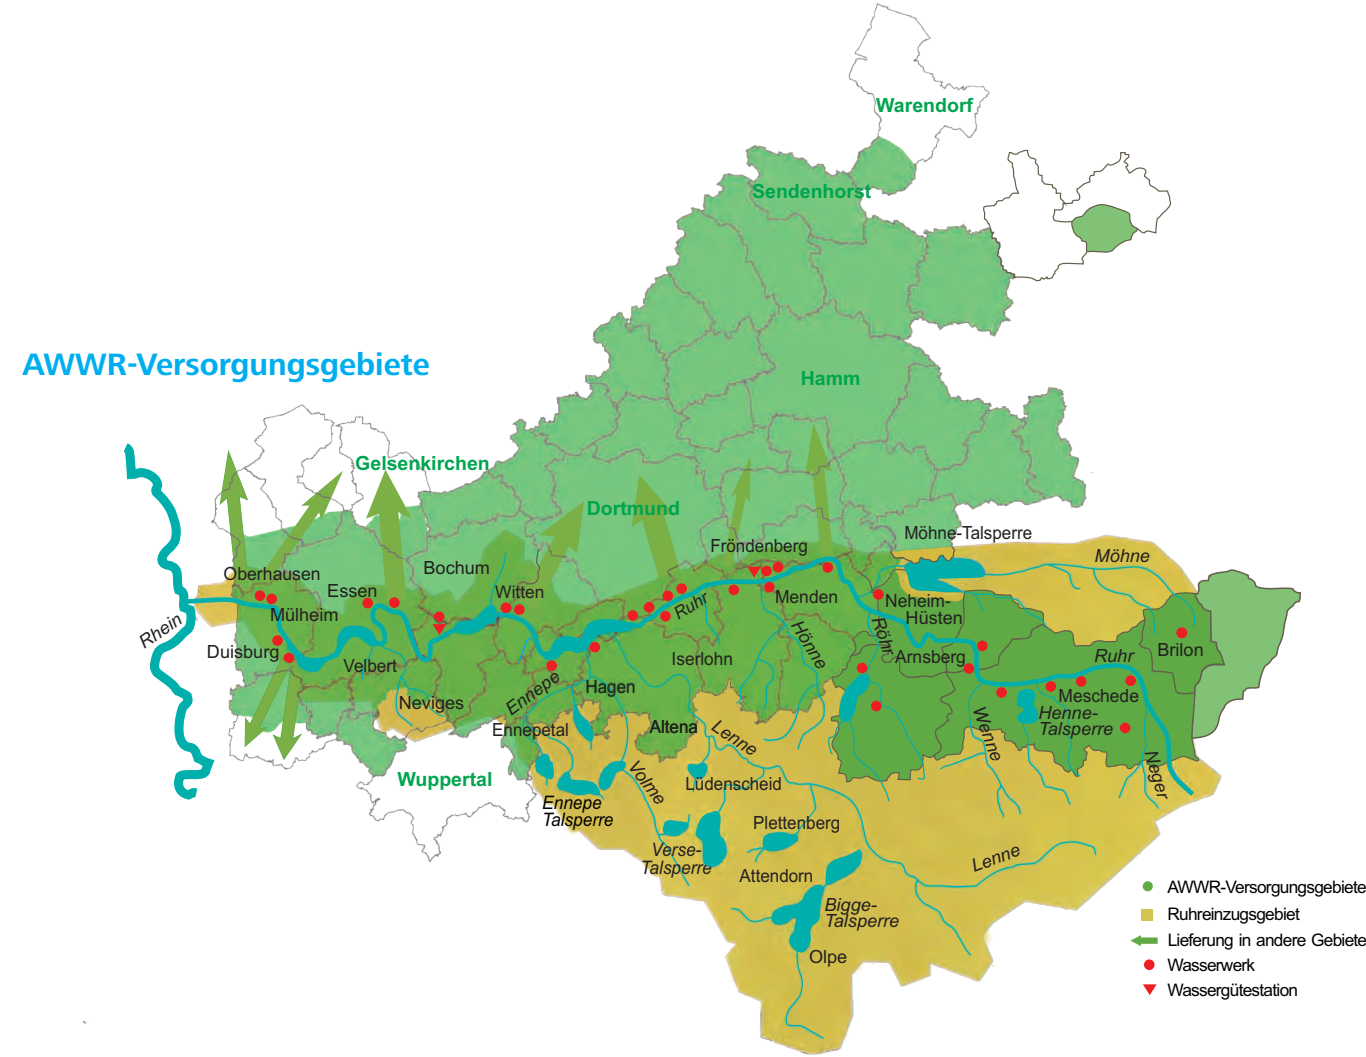 Warendorf
Sendenhorst
AWWR-Versorgungsgebiete
Hamm
Gelsenkirchen
Dortmund
Möhne-Talsperre
Fröndenberg
Möhne
Bochum
Oberhausen
Essen
Witten
Menden
Neheim-
Hüsten
Mülheim
Ruhr
Rhein
Hönne
Röhr
Duisburg
Velbert
Iserlohn
Arnsberg
Ruhr
Brilon
Ennepe
Hagen
Meschede
Neviges
Henne-
Talsperre
Ennepetal
Altena
Lenne
Wenne
Neger
Wuppertal
Volme
Lüdenscheid
Ennepe
Talsperre
Plettenberg
Verse-
Talsperre
Lenne
Attendorn
Bigge-
Talsperre
Olpe
AWWR-Versorgungsgebiete
Ruhreinzugsgebiet
Lieferung in andere Gebiete
Wasserwerk
Wassergütestation